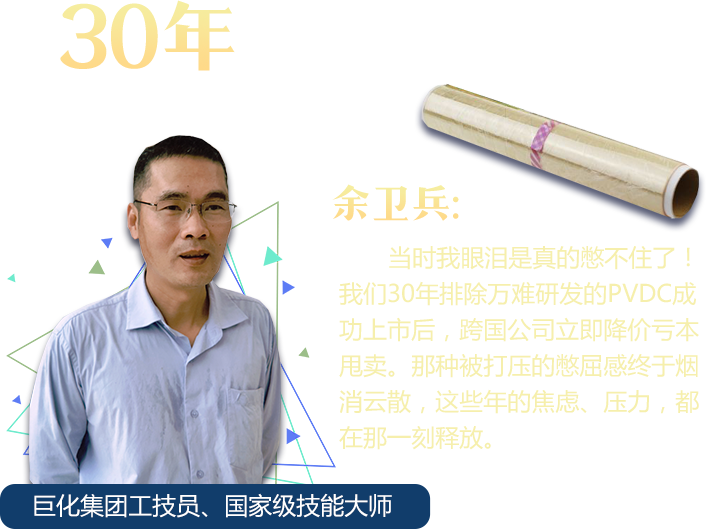 30年
余卫兵:
当时我眼泪是真的憋不住了！
我们30年排除万难研发的PVDC成
功上市后，跨国公司立即降价亏本
甩卖。那种被打压的憋屈感终于烟
消云散，这些年的焦虑、压力，都
在那一刻释放。
巨化集团工技员、国家级技能大师